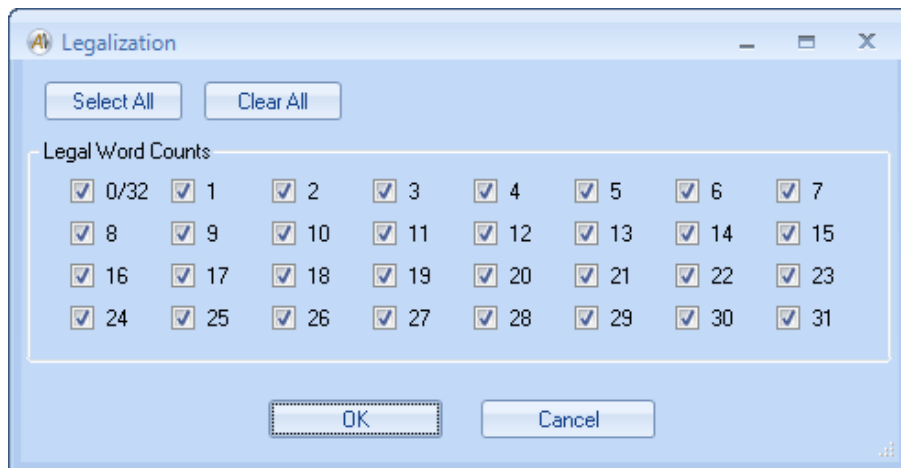 Legalization
Select All Clear All
Legal Word Counts
0/32 1 2 3 4 5 6 7
8 9 10 11 12 13 14 15
16 17 18 19 20 21 22 23
24 25 26 27 28 29 30 31
OK Cancel